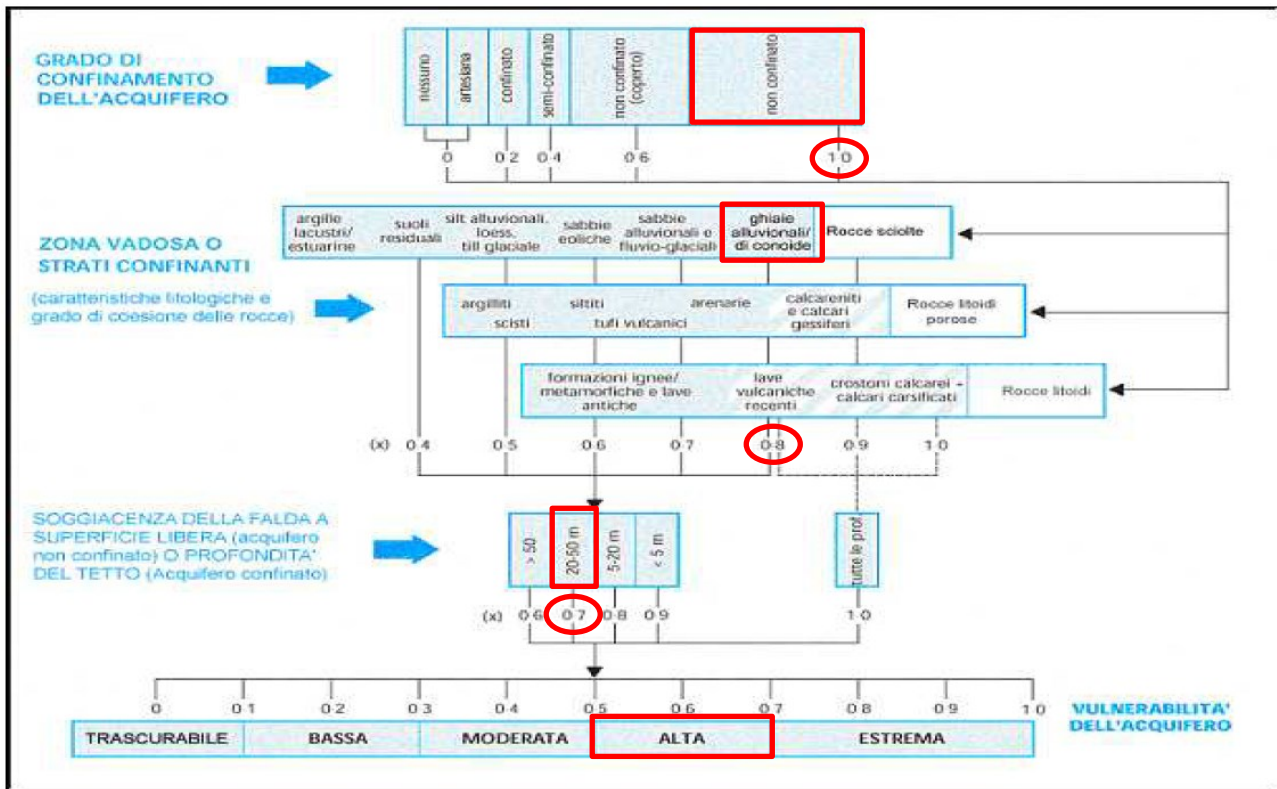 GRADO DI
CONFINAMENTO
DELL'ACQUIFERO
nessuno
artesiana
confinato
semi-confinato
non confinato
(coperto)
non confinato
0 0 2 0 4 0 6 1 0
ZONA VADOSA O
STRATI CONFINANTI
(caratteristiche litologiche e
grado di coesione delle rocce)
argille
lacustri/
estuarine
suoli
residuali
silt alluvionali,
loess,
till glaciale
sabbie
eoliche
sabbie
alluvionali e
fluvio-glaciali
ghiaie
alluvionali/
di conoide
Rocce sciolte
argilliti
scisti
siltiti
tufi vulcanici
arenarie
calcareniti
e calcari
gessiferi
Rocce litoidi
porose
formazioni ignee/
metamorfiche e lave
antiche
lave
vulcaniche
recenti
crostoni calcarei -
calcari carsificati
Rocce litoidi
(x) 0 4 0 5 0 6 0 7 0 8 0 9 1 0
SOGGIACENZA DELLA FALDA A
SUPERFICIE LIBERA (acquifero
non confinato) O PROFONDITA'
DEL TETTO (Acquifero confinato)
> 50
20-50 m
5-20 m
< 5 m
tutte le prof
(x) 0 6 0 7 0 8 0 9 1 0
0 0 1 0 2 0 3 0 4 0 5 0 6 0 7 0 8 0 9 1 0
TRASCURABILE BASSA MODERATA ALTA ESTREMA
VULNERABILITA'
DELL'ACQUIFERO